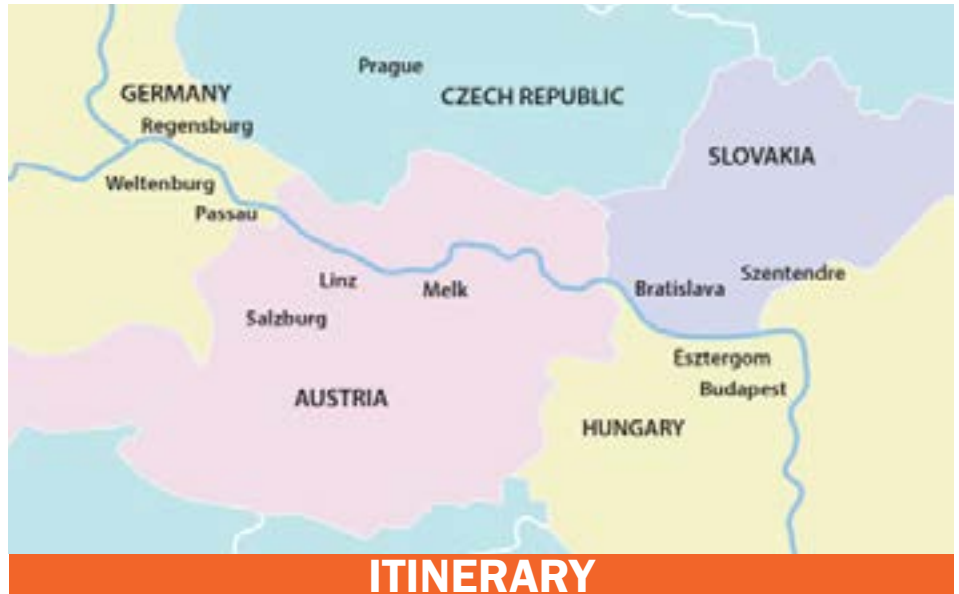 Prague
GERMANY
CZECH REPUBLIC
Regensburg
SLOVAKIA
Weltenburg
Passau
Szentendre
Linz
Melk
Bratislava
Salzburg
Esztergom
Budapest
AUSTRIA
HUNGARY
ITINERARY